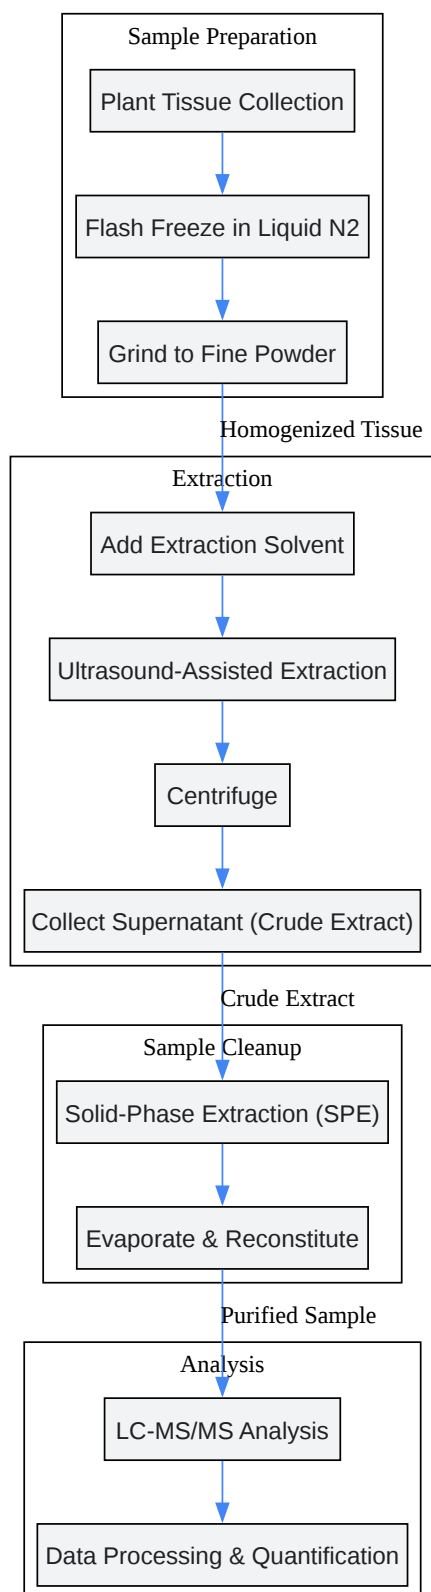 Sample Preparation
Plant Tissue Collection
Flash Freeze in Liquid N2
Grind to Fine Powder
Homogenized Tissue
Extraction
Add Extraction Solvent
Ultrasound-Assisted Extraction
Centrifuge
Collect Supernatant (Crude Extract)
Crude Extract
Sample Cleanup
Solid-Phase Extraction (SPE)
Evaporate & Reconstitute
Purified Sample
Analysis
LC-MS/MS Analysis
Data Processing & Quantification